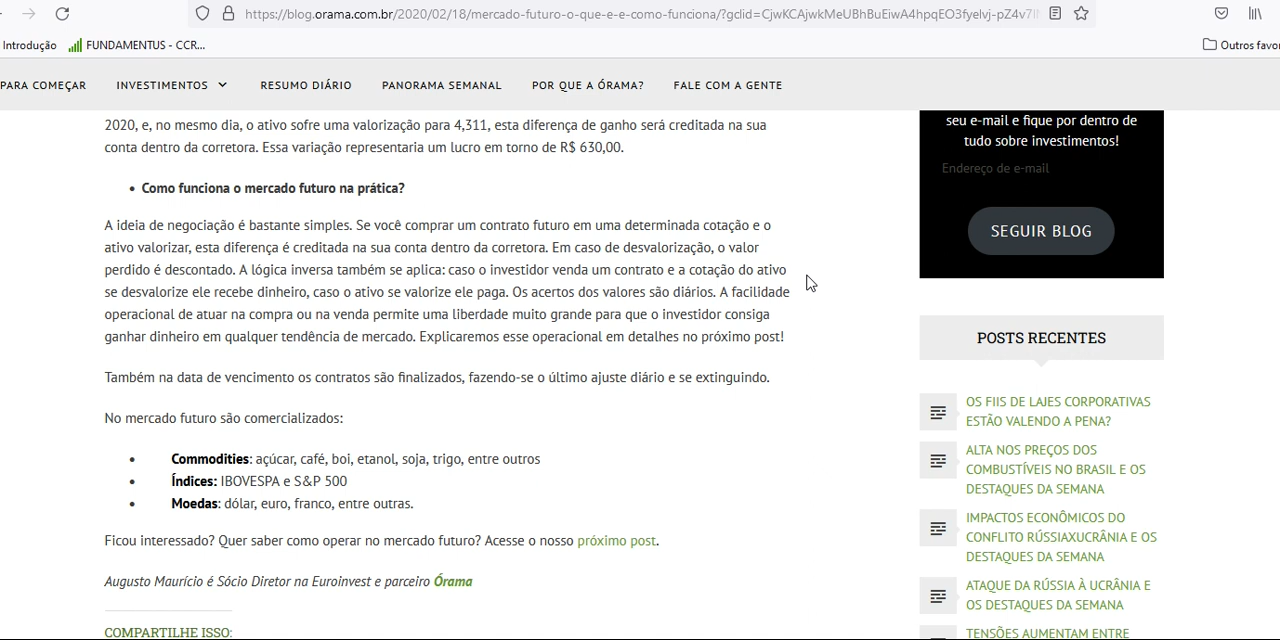 https://blog.orama.com.br/2020/02/18/mercado-futuro-o-que-e-e-como-funciona/?gclid=CjwKCAjwkMeUBhBuEiwA4hpqEO3fyelvj-pZ4v7
Introdução
FUNDAMENTUS - CCR...
Outros favor
PARA COMEÇAR
INVESTIMENTOS
RESUMO DIÁRIO
PANORAMA SEMANAL
POR QUE A ÓRAMA?
FALE COM A GENTE
2020, e, no mesmo dia, o ativo sofre uma valorização para 4,311, esta diferença de ganho será creditada na sua
conta dentro da corretora. Essa variação representaria um lucro em torno de R$ 630,00.
• Como funciona o mercado futuro na prática?
A ideia de negociação é bastante simples. Se você comprar um contrato futuro em uma determinada cotação e o
ativo valorizar, esta diferença é creditada na sua conta dentro da corretora. Em caso de desvalorização, o valor
perdido é descontado. A lógica inversa também se aplica: caso o investidor venda um contrato e a cotação do ativo
se desvalorize ele recebe dinheiro, caso o ativo se valorize ele paga. Os acertos dos valores são diários. A facilidade
operacional de atuar na compra ou na venda permite uma liberdade muito grande para que o investidor consiga
ganhar dinheiro em qualquer tendência de mercado. Explicaremos esse operacional em detalhes no próximo post!
Também na data de vencimento os contratos são finalizados, fazendo-se o último ajuste diário e se extinguindo.
No mercado futuro são comercializados:
• Commodities: açúcar, café, boi, etanol, soja, trigo, entre outros
• Índices: IBOVESPA e S&P 500
• Moedas: dólar, euro, franco, entre outras.
Ficou interessado? Quer saber como operar no mercado futuro? Acesse o nosso próximo post.
Augusto Maurício é Sócio Diretor na Euroinvest e parceiro Órama
COMPARTILHE ISSO:
seu e-mail e fique por dentro de
tudo sobre investimentos!
Endereço de e-mail
SEGUIR BLOG
POSTS RECENTES
OS FIIS DE LAJES CORPORATIVAS
ESTÃO VALENDO A PENA?
ALTA NOS PREÇOS DOS
COMBUSTÍVEIS NO BRASIL E OS
DESTAQUES DA SEMANA
IMPACTOS ECONÔMICOS DO
CONFLITO RÚSSIAXUCRÂNIA E OS
DESTAQUES DA SEMANA
ATAQUE DA RÚSSIA À UCRÂNIA E
OS DESTAQUES DA SEMANA
TENSÕES AUMENTAM ENTRE